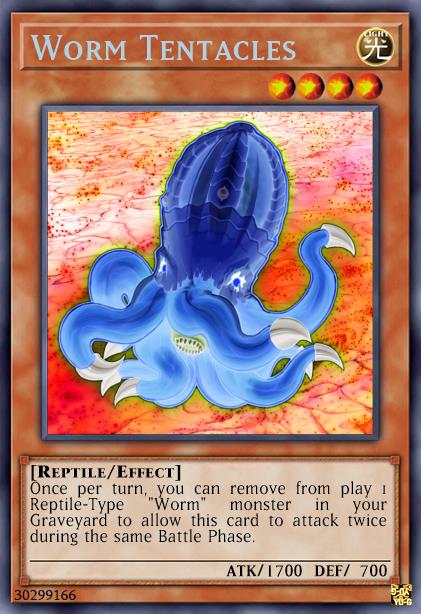 WORM TENTACLES
LIGHT
光
[REPTILE/EFFECT]
Once per turn, you can remove from play 1
Reptile-Type "Worm" monster in your
Graveyard to allow this card to attack twice
during the same Battle Phase.
ATK/1700 DEF/ 700
30299166